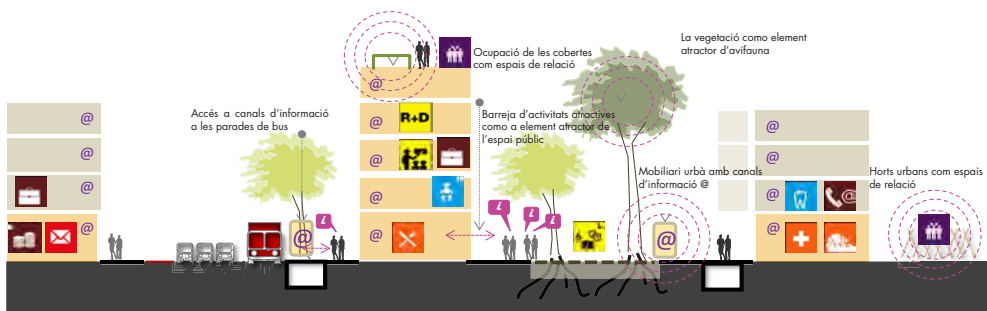 La vegetació como element
atractor d'avifauna
Ocupació de les cobertes
com espais de relació
@
Accés a canals d'informació
a les parades de bus
Barreja d'activitats atractives
como a element atractor de
l'espai públic
@
@
R+D
@
@
@
@
Mobiliari urbà amb canals
d'informació @
Horts urbans com espais
de relació
@
@
@
@
@
i
i
i
i
@
@
@
@
@